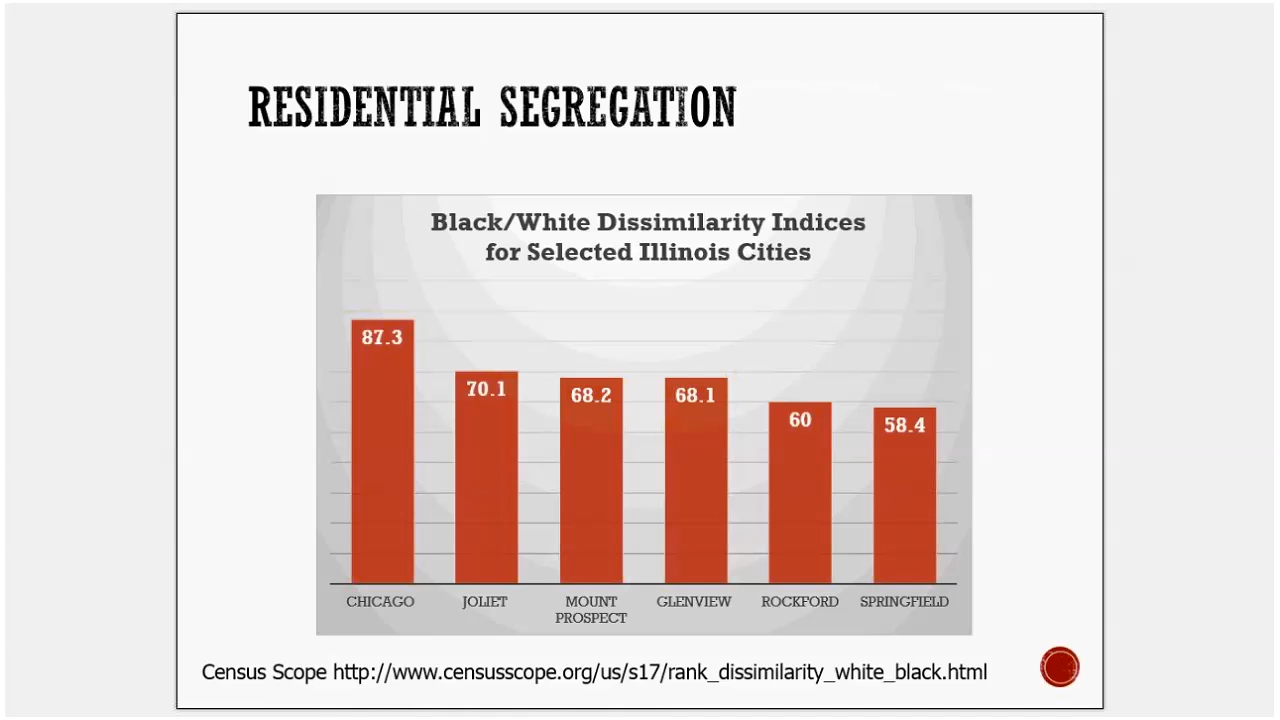 RESIDENTIAL SEGREGATION
Black/White Dissimilarity Indices
for Selected Illinois Cities
87.3
70.1
68.2
68.1
60
58.4
CHICAGO
JOLIET
MOUNT
PROSPECT
GLENVIEW
ROCKFORD
SPRINGFIELD
Census Scope http://www.censusscope.org/us/s17/rank_dissimilarity_white_black.html